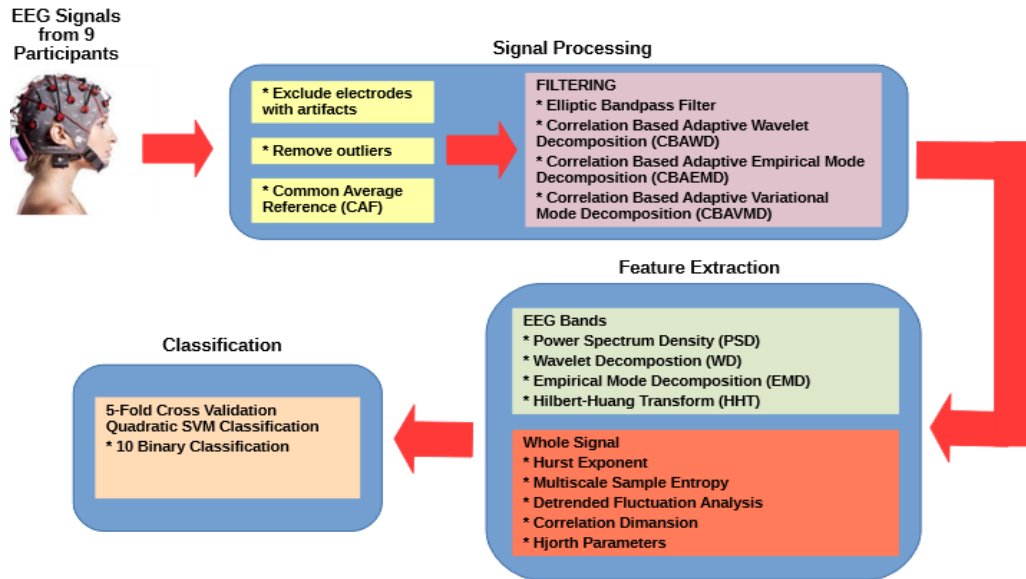 EEG Signals
from 9
Participants
Signal Processing
* Exclude electrodes
with artifacts
* Remove outliers
* Common Average
Reference (CAF)
FILTERING
* Elliptic Bandpass Filter
* Correlation Based Adaptive Wavelet
Decomposition (CBAWD)
* Correlation Based Adaptive Empirical Mode
Decomposition (CBAEMD)
* Correlation Based Adaptive Variational
Mode Decomposition (CBAVMD)
Feature Extraction
EEG Bands
* Power Spectrum Density (PSD)
* Wavelet Decompostion (WD)
* Empirical Mode Decomposition (EMD)
* Hilbert-Huang Transform (HHT)
Whole Signal
* Hurst Exponent
* Multiscale Sample Entropy
* Detrended Fluctuation Analysis
* Correlation Dimansion
* Hjorth Parameters
Classification
5-Fold Cross Validation
Quadratic SVM Classification
* 10 Binary Classification